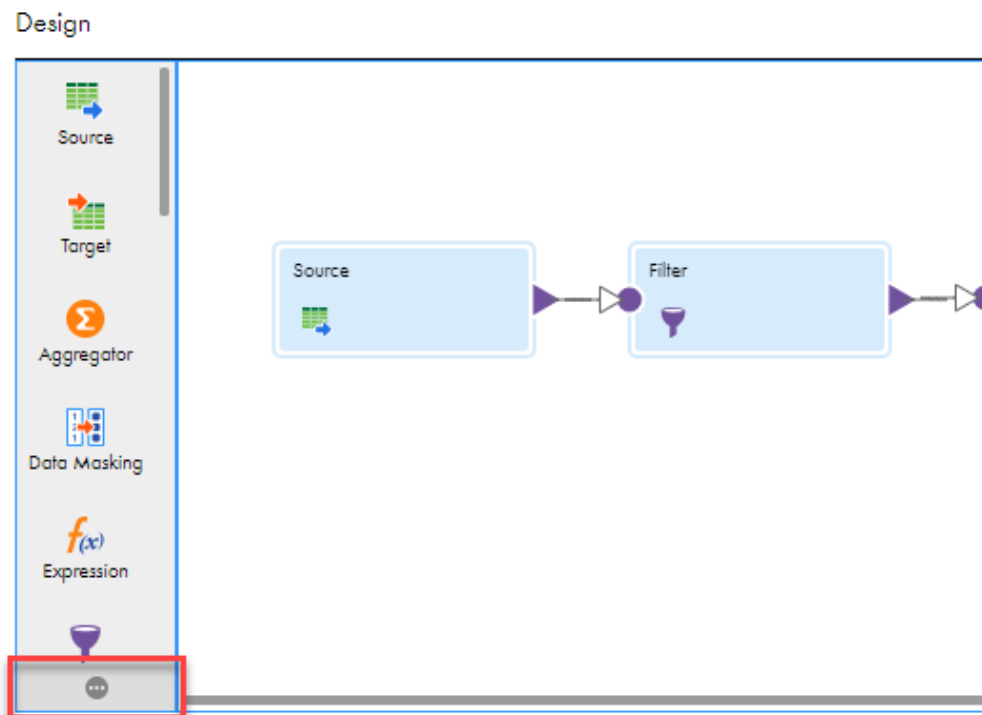 Design
Source
Target
Aggregator
Data Masking
f(x)
Expression
Source
Filter